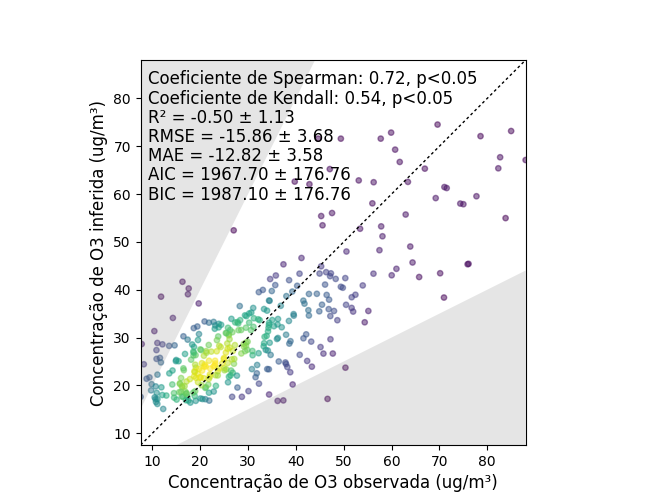 Coeficiente de Spearman: 0.72, p<0.05
Coeficiente de Kendall: 0.54, p<0.05
R² = -0.50 ± 1.13
RMSE = -15.86 ± 3.68
MAE = -12.82 ± 3.58
AIC = 1967.70 ± 176.76
BIC = 1987.10 ± 176.76
Concentração de O3 inferida (ug/m³)
80
70
60
50
40
30
20
10
10 20 30 40 50 60 70 80
Concentração de O3 observada (ug/m³)